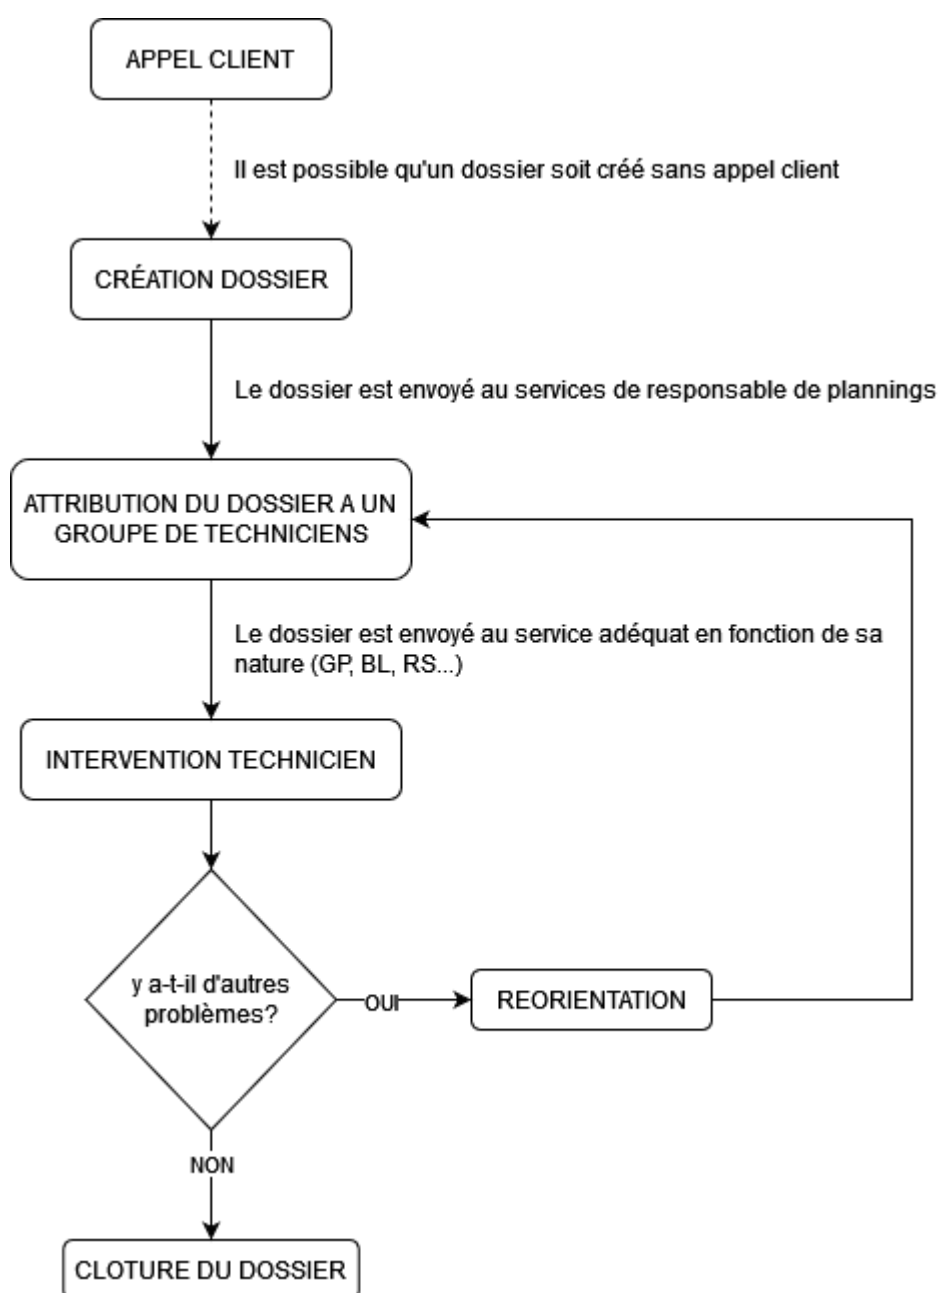 APPEL CLIENT
Il est possible qu'un dossier soit créé sans appel client
CRÉATION DOSSIER
Le dossier est envoyé au services de responsable de plannings
ATTRIBUTION DU DOSSIER A UN
GROUPE DE TECHNICIENS
Le dossier est envoyé au service adéquat en fonction de sa
nature (GP, BL, RS...)
INTERVENTION TECHNICIEN
y a-t-il d'autres
problèmes?
OUI
REORIENTATION
NON
CLOTURE DU DOSSIER